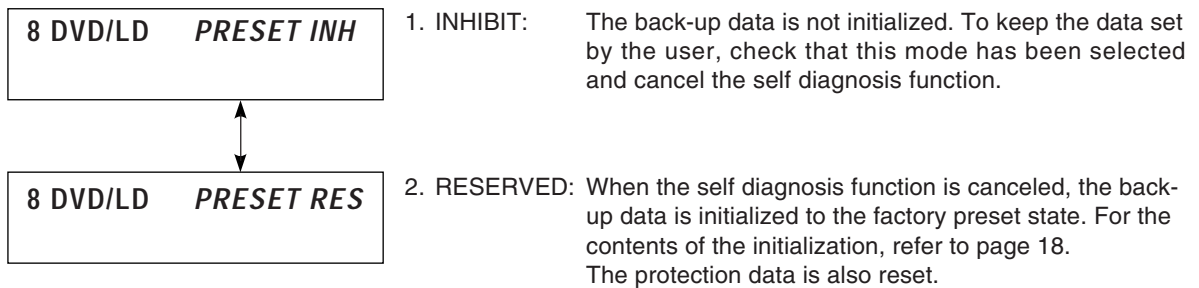 8 DVD/LD PRESET INH
1. INHIBIT: The back-up data is not initialized. To keep the data set
by the user, check that this mode has been selected
and cancel the self diagnosis function.
8 DVD/LD PRESET RES
2. RESERVED: When the self diagnosis function is canceled, the back-
up data is initialized to the factory preset state. For the
contents of the initialization, refer to page 18.
The protection data is also reset.